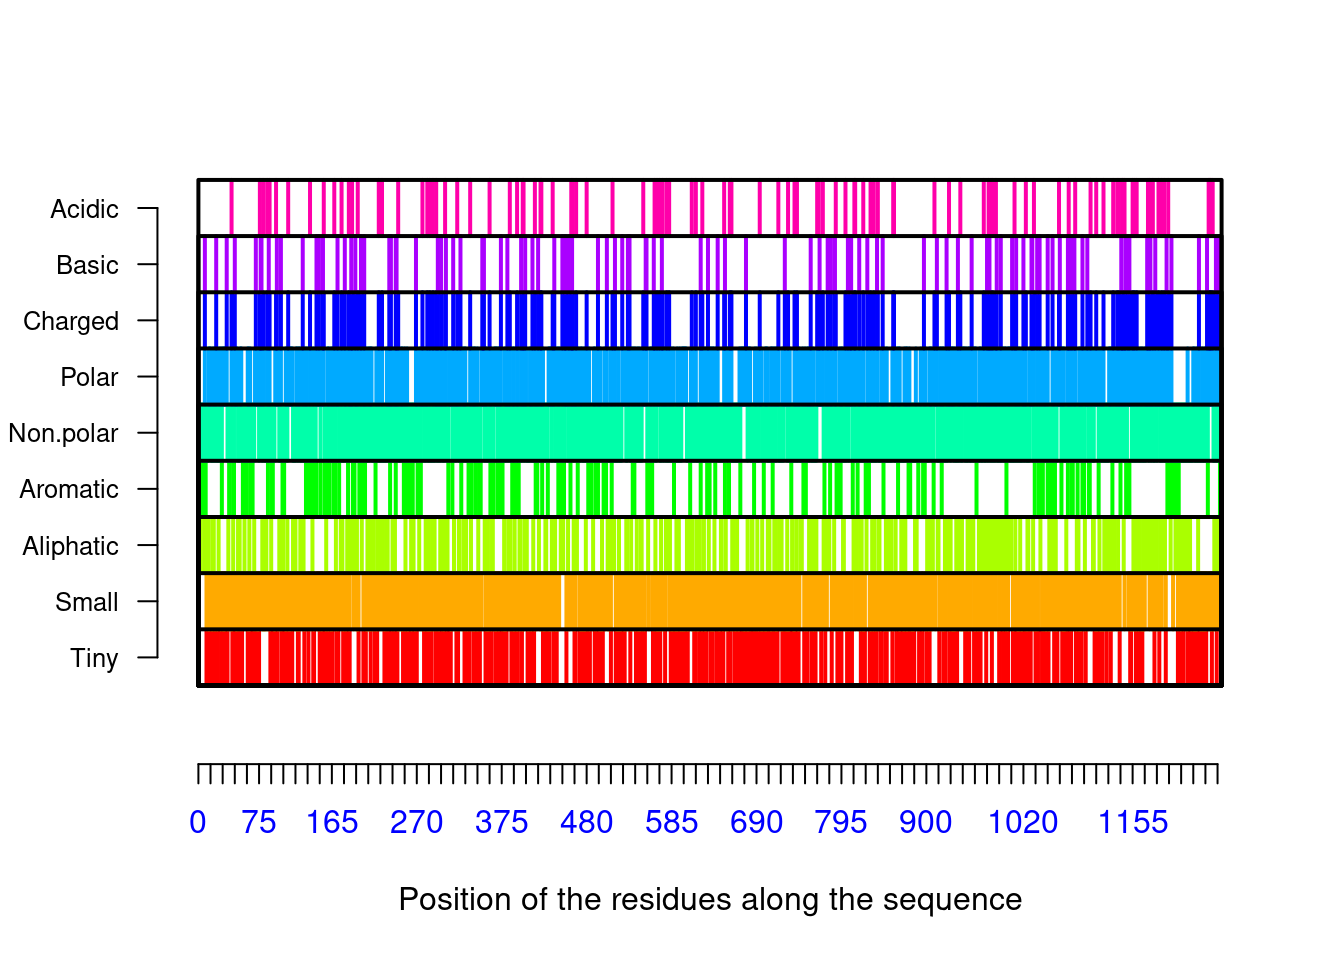 Acidic
Basic
Charged
Polar
Non.polar
Aromatic
Aliphatic
Small
Tiny
0 75 165 270 375 480 585 690 795 900 1020 1155
Position of the residues along the sequence